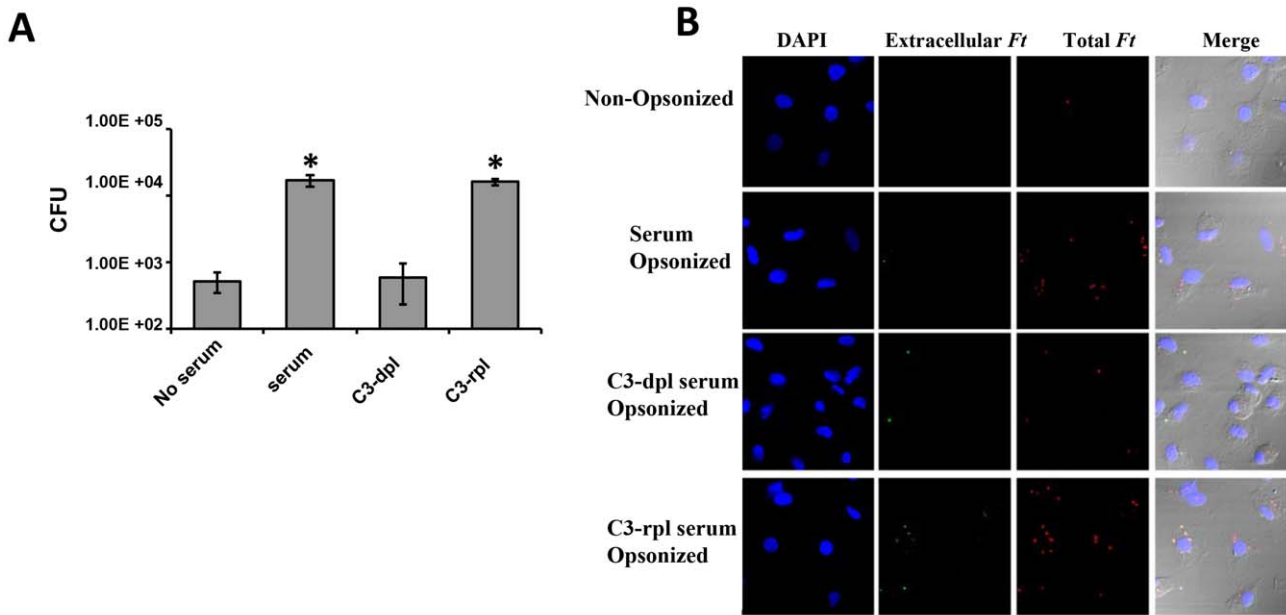 A
CFU
1.00E +05
1.00E +04
1.00E +03
1.00E +02
*
*
No serum
serum
C3-dpl
C3-rpl
B
DAPI
Extracellular Ft
Total Ft
Merge
Non-Opsonized
Serum
Opsonized
C3-dpl serum
Opsonized
C3-rpl serum
Opsonized